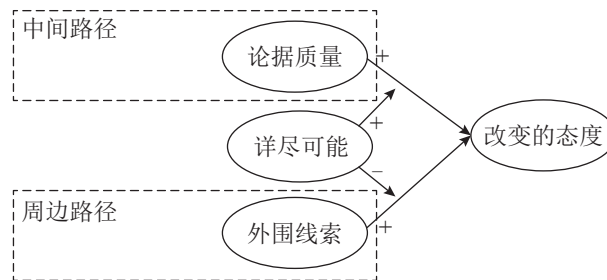 中间路径
论据质量
+
改变的态度
详尽可能
+
−
周边路径
外围线索
+